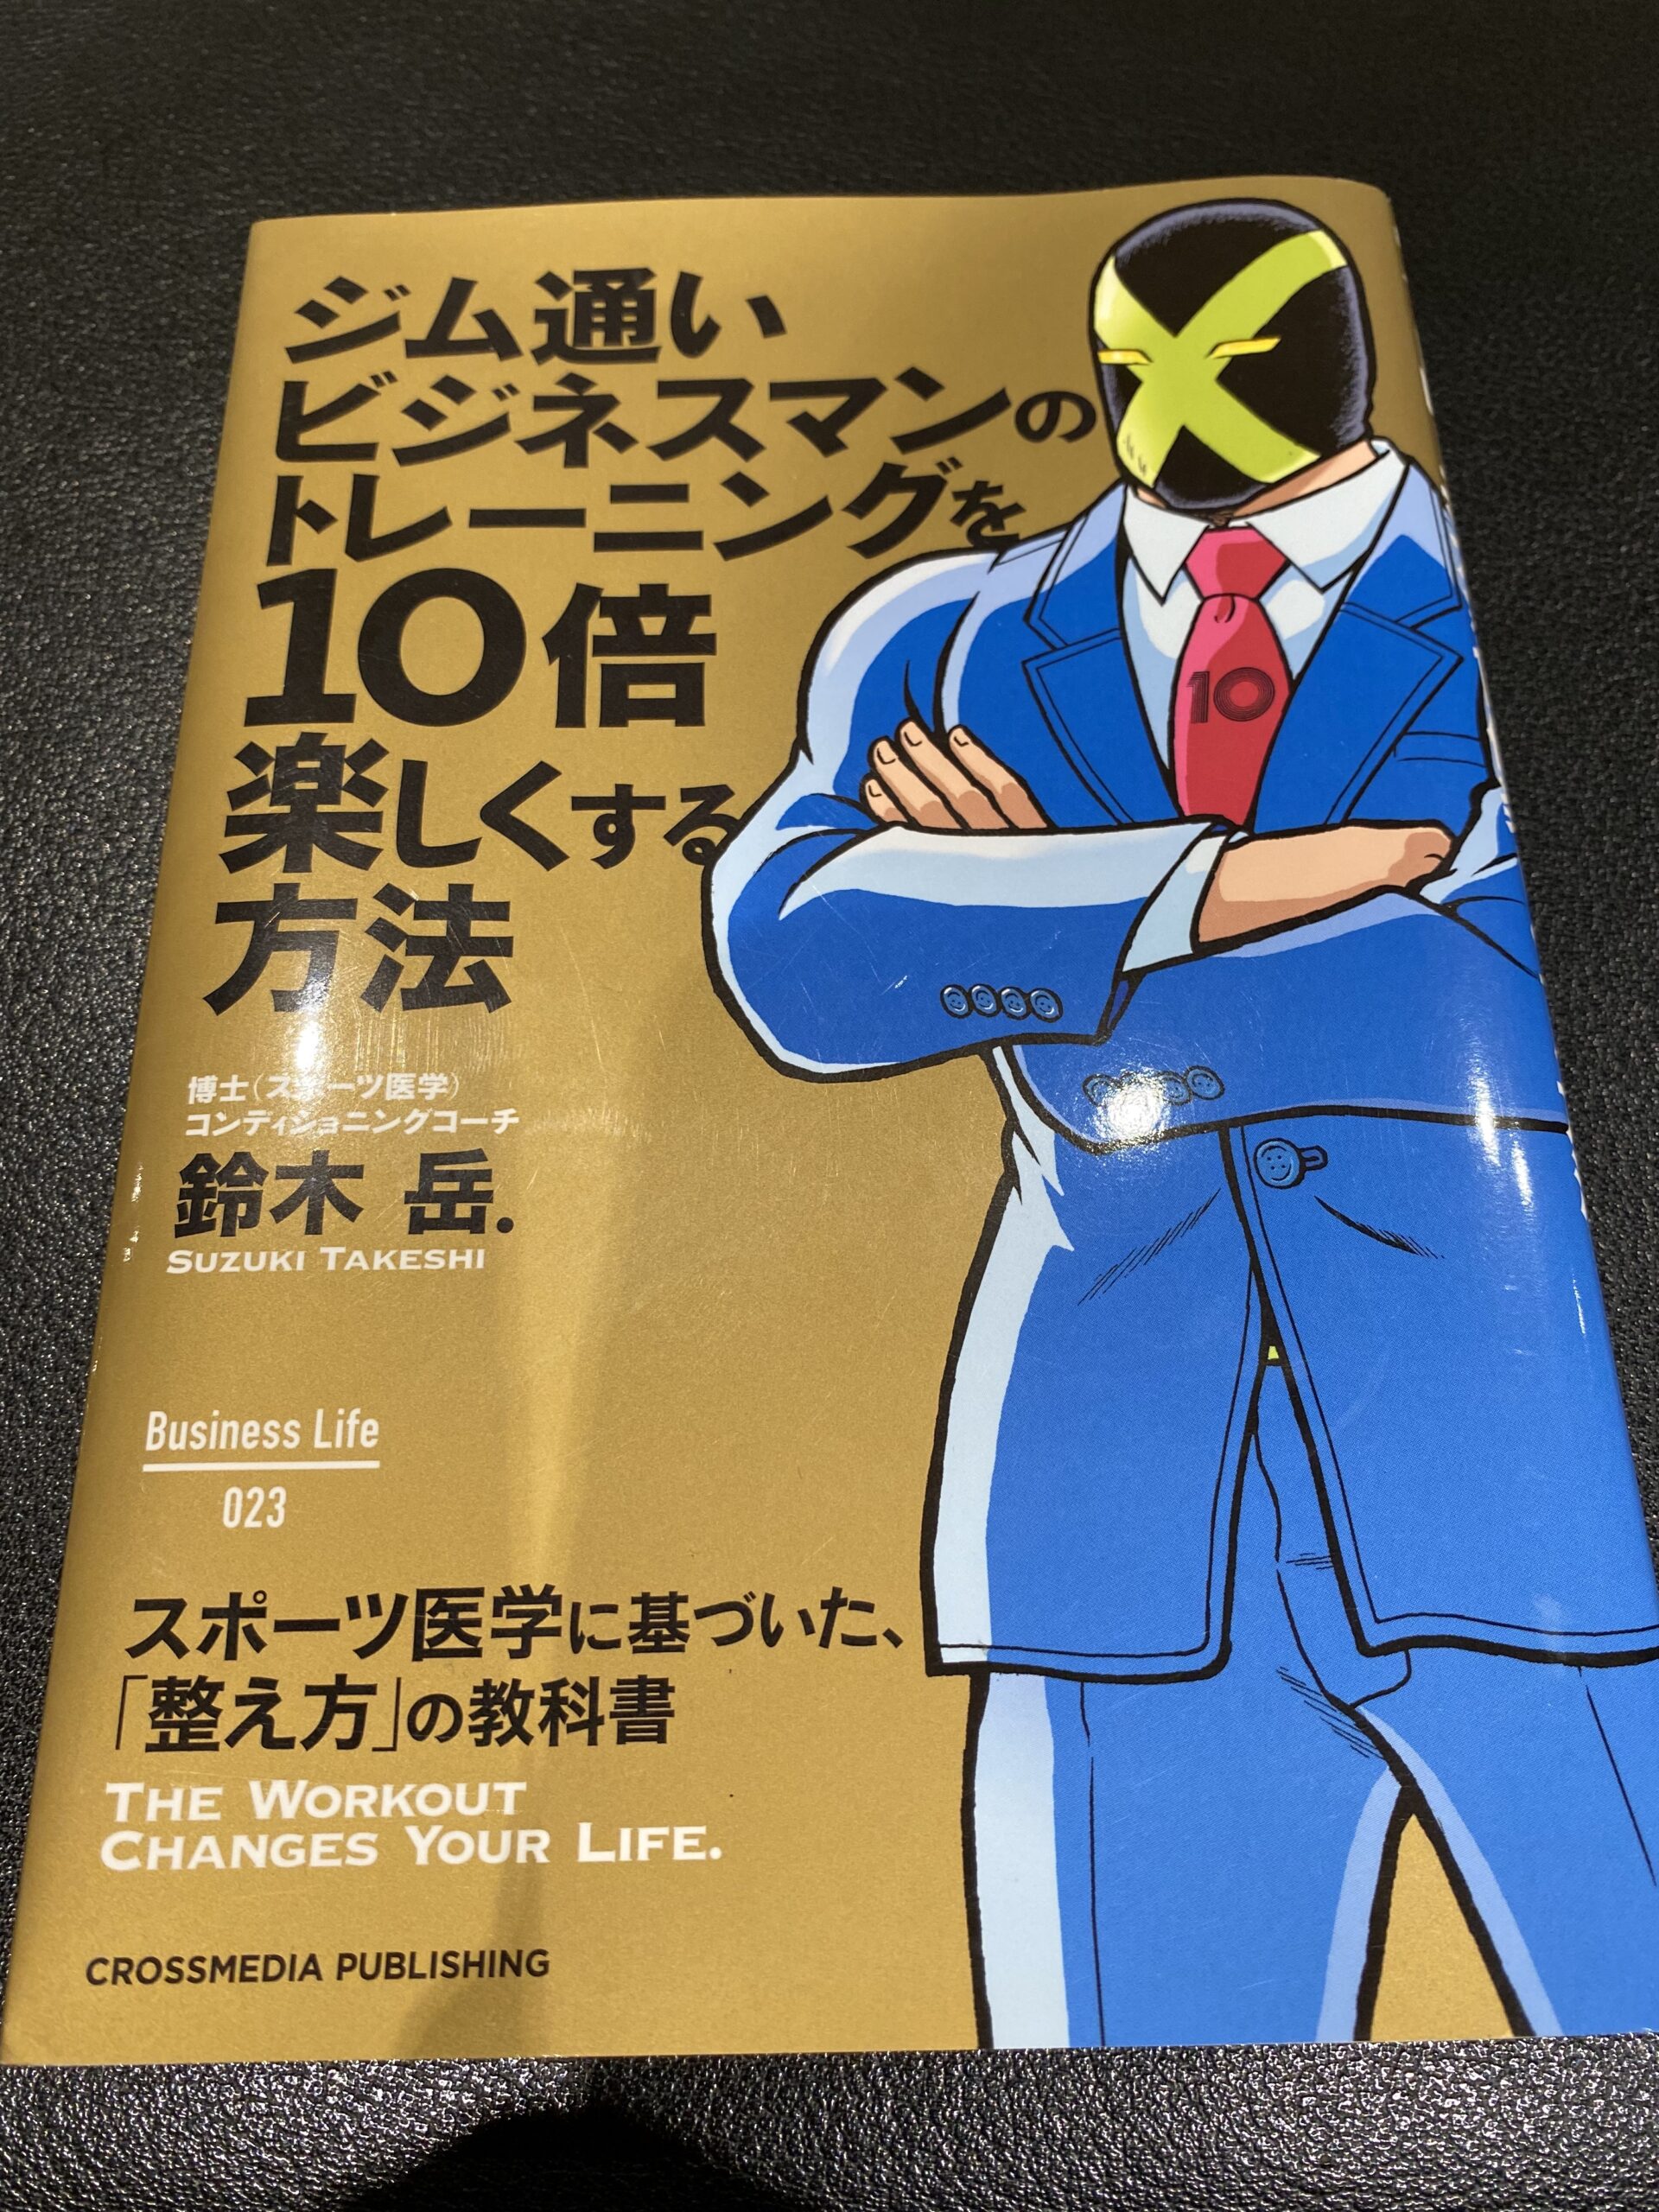 ジム通い
ビジネスマンの
トレーニングを
10倍
楽しくする
方法
10
博士（スポーツ医学）
コンディショニングコーチ
鈴木 岳.
SUZUKI TAKESHI
Business Life
023
スポーツ医学に基づいた、
「整え方」の教科書
THE WORKOUT
CHANGES YOUR LIFE.
CROSSMEDIA PUBLISHING